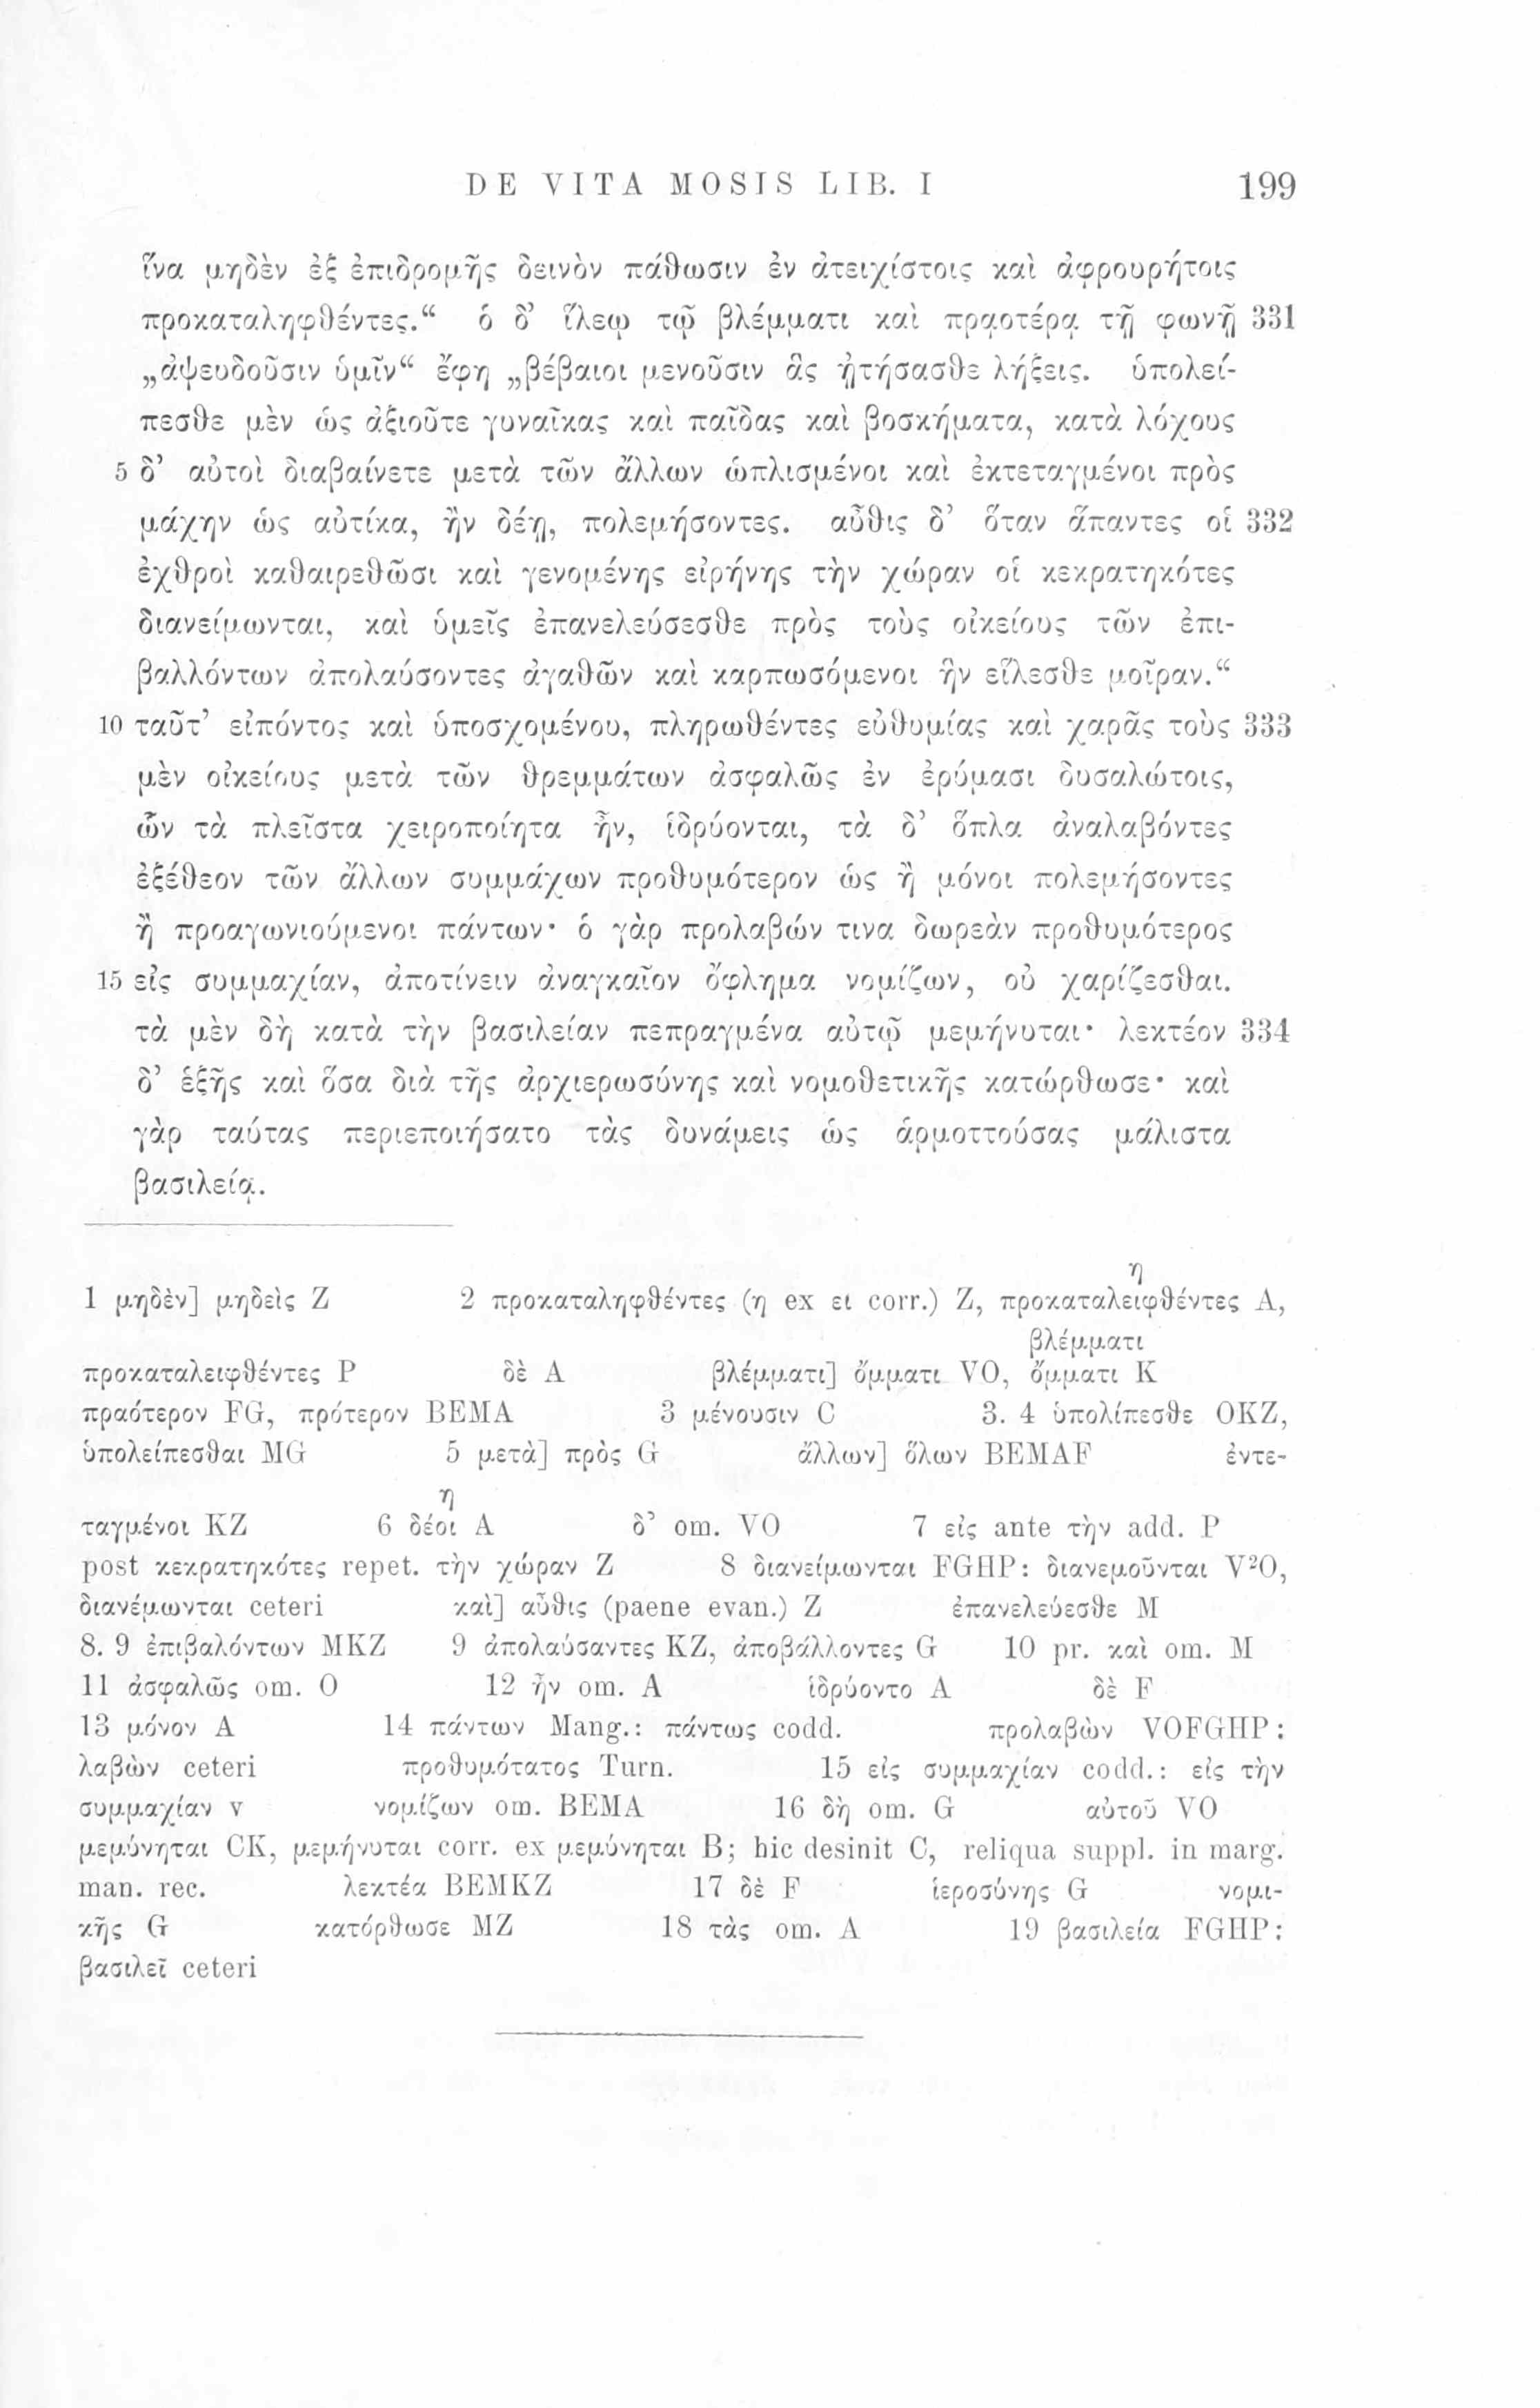 DE VITA MOSIS LIB. I 199
ἵνα μηδὲν ἐξ ἐπιδρομῆς δεινὸν πάθωσιν ἐν ἀτειχίστοις καὶ ἀφρουρήτοις
προκαταληφθέντες.“ ὁ δ’ ἵλεῳ τῷ βλέμματι καὶ πρᾳοτέρᾳ τῇ φωνῇ 331
„ἀψευδοῦσιν ὑμῖν“ ἔφη „βέβαιοι μενοῦσιν ἃς ᾐτήσασθε λήξεις. ὑπολεί-
πεσθε μὲν ὡς ἀξιοῦτε γυναῖκας καὶ παῖδας καὶ βοσκήματα, κατὰ λόχους
5 δ’ αὐτοὶ διαβαίνετε μετὰ τῶν ἄλλων ὡπλισμένοι καὶ ἐκτεταγμένοι πρὸς
μάχην ὡς αὐτίκα, ἢν δέῃ, πολεμήσοντες. αὖθις δ’ ὅταν ἅπαντες οἱ 332
ἐχθροὶ καθαιρεθῶσι καὶ γενομένης εἰρήνης τὴν χώραν οἱ κεκρατηκότες
διανείμωνται, καὶ ὑμεῖς ἐπανελεύσεσθε πρὸς τοὺς οἰκείους τῶν ἐπι-
βαλλόντων ἀπολαύσοντες ἀγαθῶν καὶ καρπωσόμενοι ἣν εἵλεσθε μοῖραν.“
10 ταῦτ’ εἰπόντος καὶ ὑποσχομένου, πληρωθέντες εὐθυμίας καὶ χαρᾶς τοὺς 333
μὲν οἰκείους μετὰ τῶν θρεμμάτων ἀσφαλῶς ἐν ἐρύμασι δυσαλώτοις,
ὧν τὰ πλεῖστα χειροποίητα ἦν, ἱδρύονται, τὰ δ’ ὅπλα ἀναλαβόντες
ἐξέθεον τῶν ἄλλων συμμάχων προθυμότερον ὡς ἢ μόνοι πολεμήσοντες
ἢ προαγωνιούμενοι πάντων· ὁ γὰρ προλαβών τινα δωρεὰν προθυμότερος
15 εἰς συμμαχίαν, ἀποτίνειν ἀναγκαῖον ὄφλημα νομίζων, οὐ χαρίζεσθαι.
τὰ μὲν δὴ κατὰ τὴν βασιλείαν πεπραγμένα αὐτῷ μεμήνυται· λεκτέον 334
δ’ ἑξῆς καὶ ὅσα διὰ τῆς ἀρχιερωσύνης καὶ νομοθετικῆς κατώρθωσε· καὶ
γὰρ ταύτας περιεποιήσατο τὰς δυνάμεις ὡς ἁρμοττούσας μάλιστα
βασιλείᾳ.
η
1 μηδὲν] μηδεὶς Z 2 προκαταληφθέντες (η ex ει corr.) Z, προκαταλειφθέντες A,
βλέμματι
προκαταλειφθέντες P δὲ A βλέμματι] ὄμματι VO, ὄμματι K
πραότερον FG, πρότερον BEMA 3 μένουσιν C 3. 4 ὑπολίπεσθε OKZ,
ὑπολείπεσθαι MG 5 μετὰ] πρὸς G ἄλλων] ὅλων BEMAF ἐντε-
η
ταγμένοι KZ 6 δέοι A δ’ om. VO 7 εἰς ante τὴν add. P
post κεκρατηκότες repet. τὴν χώραν Z 8 διανείμωνται FGHP: διανεμοῦνται V²O,
διανέμωνται ceteri καὶ] αὖθις (paene evan.) Z ἐπανελεύεσθε M
8. 9 ἐπιβαλόντων MKZ 9 ἀπολαύσαντες KZ, ἀποβάλλοντες G 10 pr. καὶ om. M
11 ἀσφαλῶς om. O 12 ἦν om. A ἱδρύοντο A δὲ F
13 μόνον A 14 πάντων Mang.: πάντως codd. προλαβὼν VOFGHP:
λαβὼν ceteri προθυμότατος Turn. 15 εἰς συμμαχίαν codd.: εἰς τὴν
συμμαχίαν v νομίζων om. BEMA 16 δὴ om. G αὐτοῦ VO
μεμύνηται CK, μεμήνυται corr. ex μεμύνηται B; hic desinit C, reliqua suppl. in marg.
man. rec. λεκτέα BEMKZ 17 δὲ F ἱεροσύνης G νομι-
κῆς G κατόρθωσε MZ 18 τὰς om. A 19 βασιλεία FGHP:
βασιλεῖ ceteri